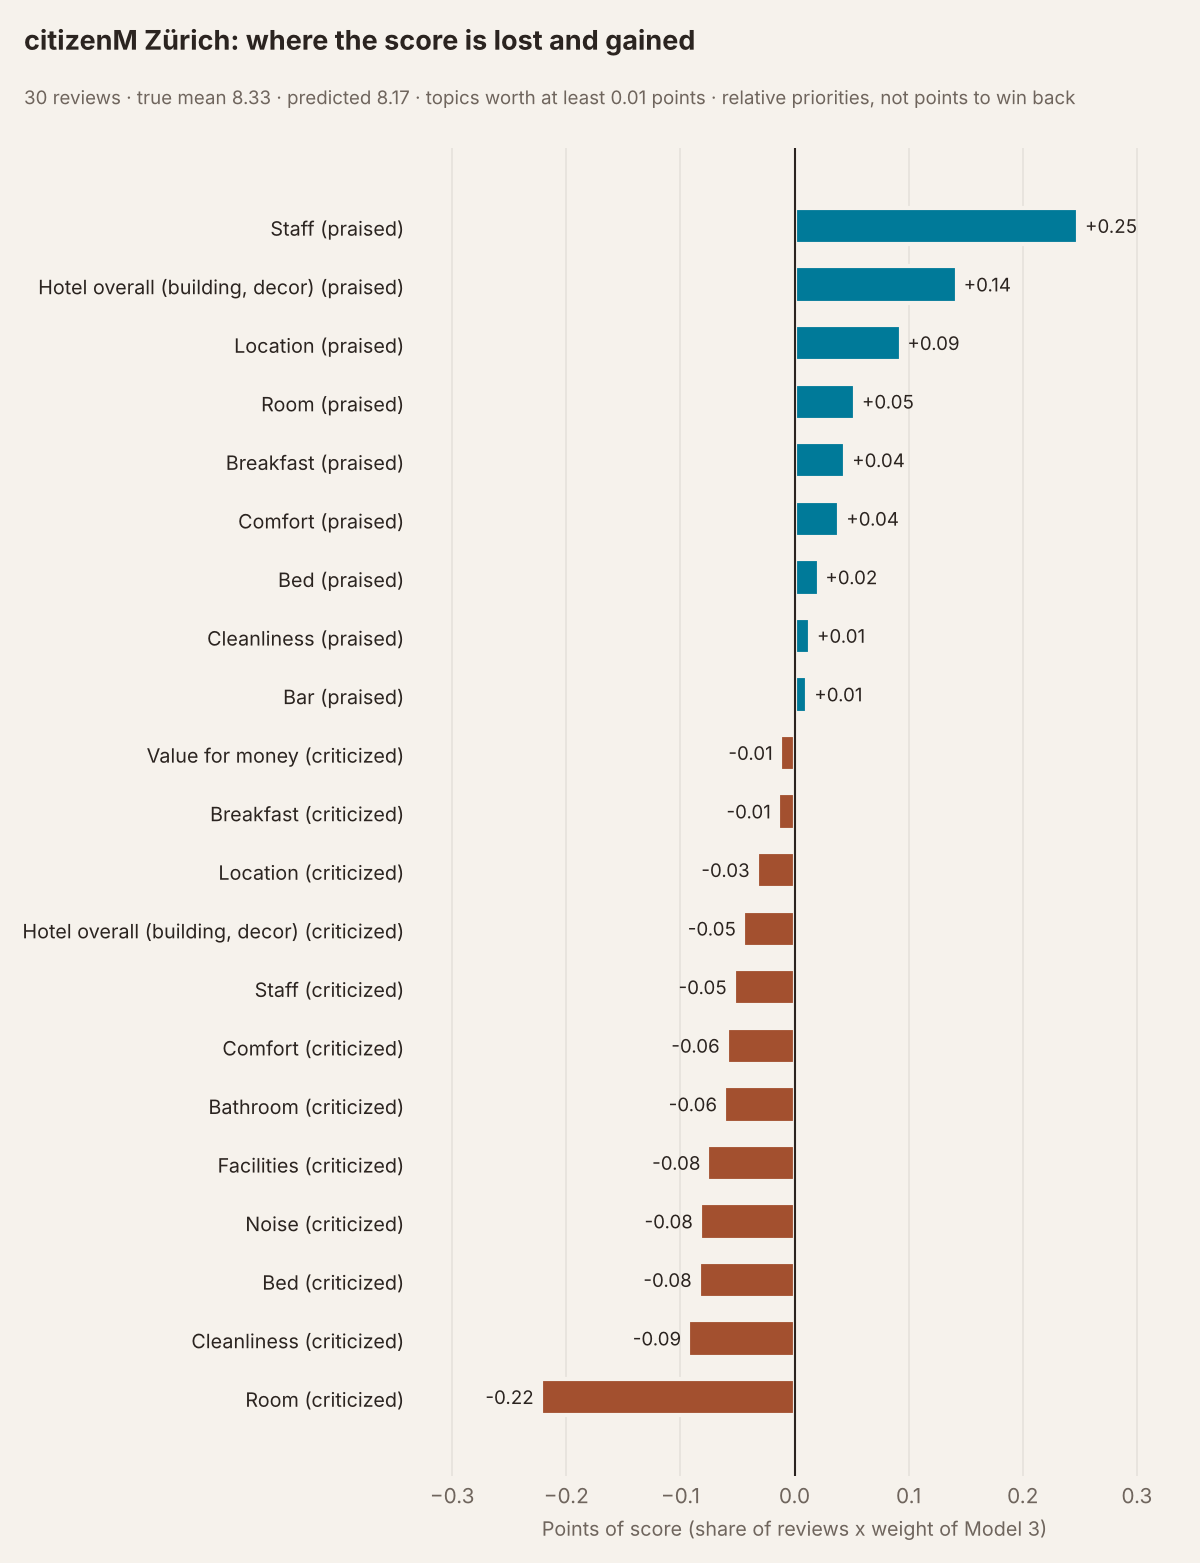 citizenM Zürich: where the score is lost and gained
30 reviews · true mean 8.33 · predicted 8.17 · topics worth at least 0.01 points · relative priorities, not points to win back
Staff (praised) +0.25
Hotel overall (building, decor) (praised) +0.14
Location (praised) +0.09
Room (praised) +0.05
Breakfast (praised) +0.04
Comfort (praised) +0.04
Bed (praised) +0.02
Cleanliness (praised) +0.01
Bar (praised) +0.01
Value for money (criticized) -0.01
Breakfast (criticized) -0.01
Location (criticized) -0.03
Hotel overall (building, decor) (criticized) -0.05
Staff (criticized) -0.05
Comfort (criticized) -0.06
Bathroom (criticized) -0.06
Facilities (criticized) -0.08
Noise (criticized) -0.08
Bed (criticized) -0.08
Cleanliness (criticized) -0.09
Room (criticized) -0.22
−0.3 −0.2 −0.1 0.0 0.1 0.2 0.3
Points of score (share of reviews x weight of Model 3)